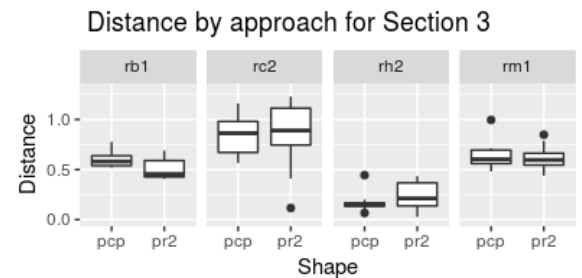 Distance by approach for Section 3
rb1 rc2 rh2 rm1
Distance
1.0
0.5
0.0
pcp pr2 pcp pr2 pcp pr2 pcp pr2
Shape